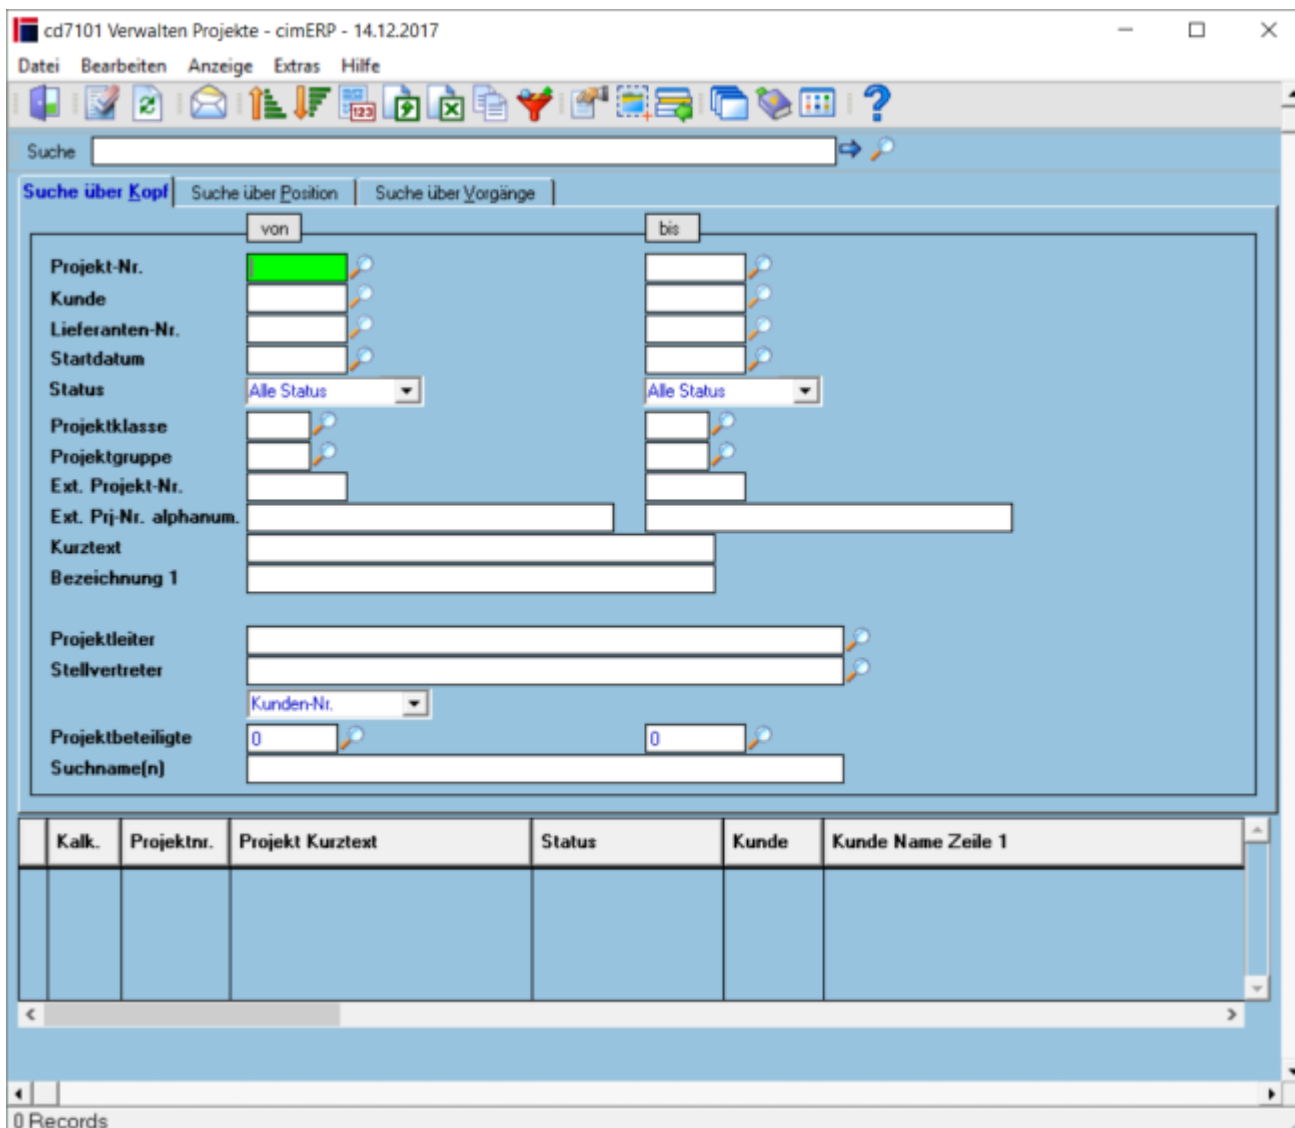 cd7101 Verwalten Projekte - cimERP - 14.12.2017
Datei Bearbeiten Anzeige Extras Hilfe
123
Suche
Suche über Kopf Suche über Position Suche über Vorgänge
von bis
Projekt-Nr.
Kunde
Lieferanten-Nr.
Startdatum
Status Alle Status Alle Status
Projektklasse
Projektgruppe
Ext. Projekt-Nr.
Ext. Prj-Nr. alphanum.
Kurztext
Bezeichnung 1
Projektleiter
Stellvertreter
Kunden-Nr.
Projektbeteiligte 0 0
Suchname(n)
Kalk. Projektnr. Projekt Kurztext Status Kunde Kunde Name Zeile 1
0 Records